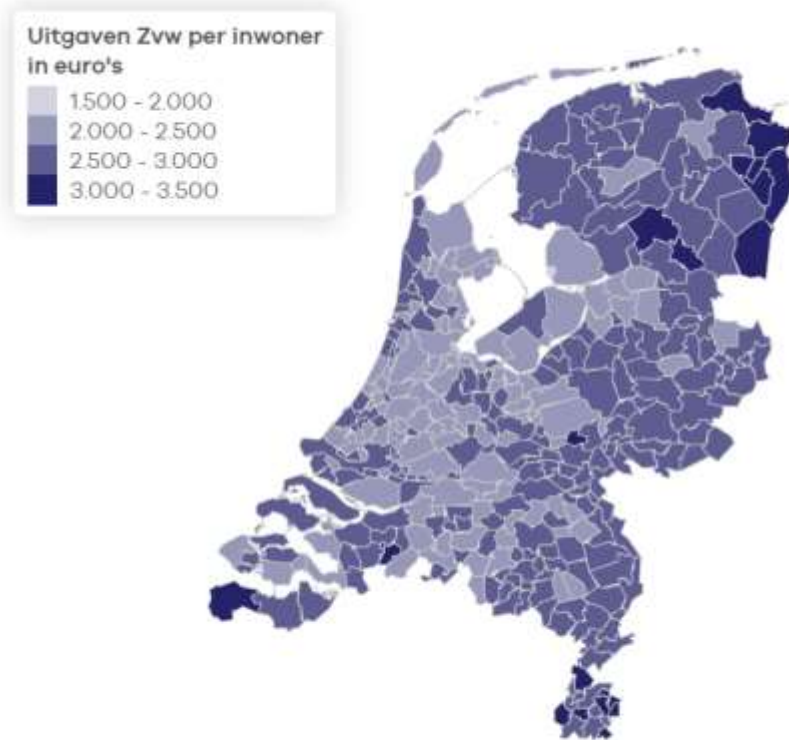 Uitgaven Zvw per inwoner
in euro's
1.500 - 2.000
2.000 - 2.500
2.500 - 3.000
3.000 - 3.500